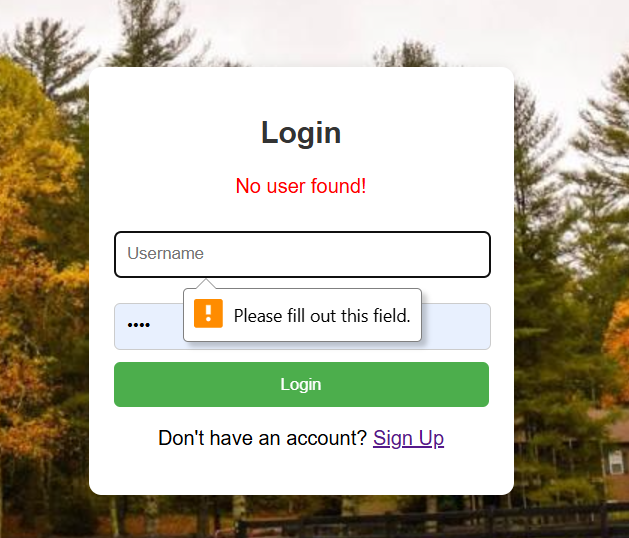 Login
No user found!
Username
Please fill out this field.
••••
Login
Don't have an account? Sign Up